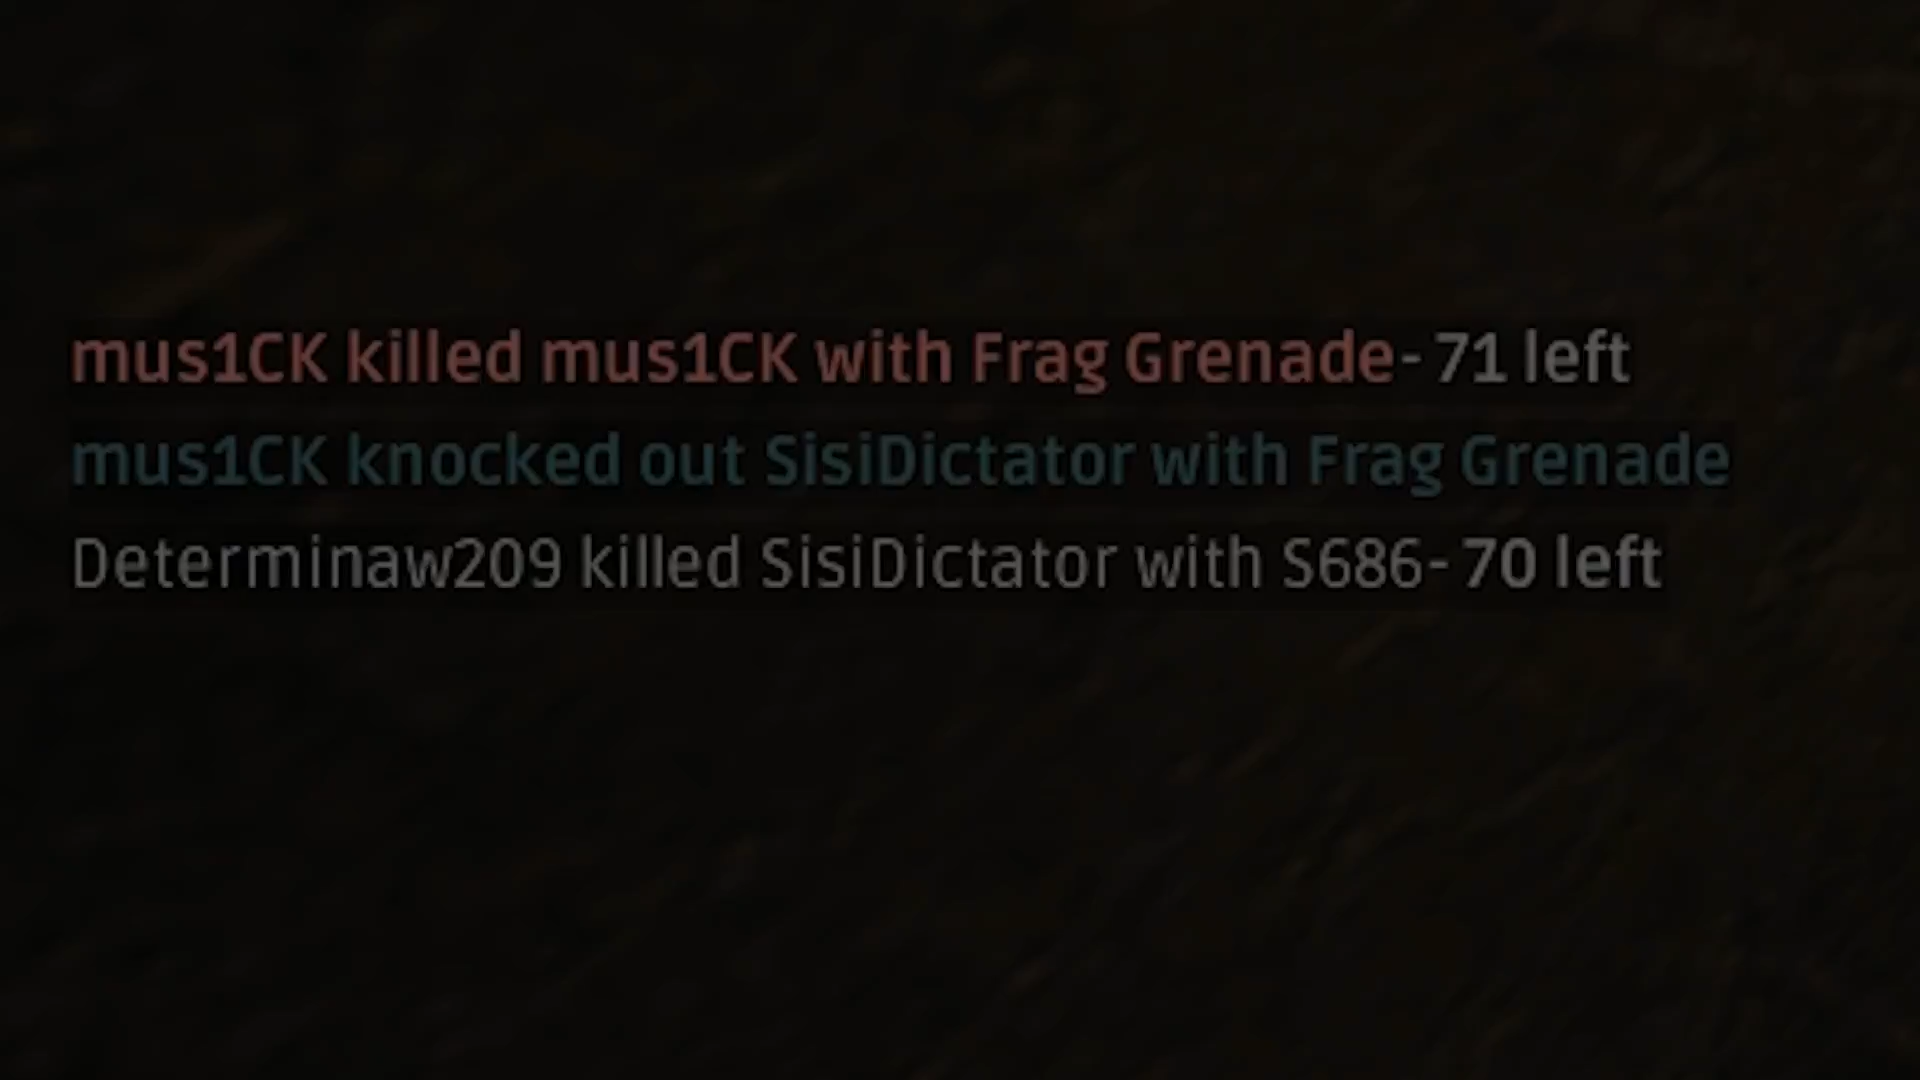 mus1CK killed mus1CK with Frag Grenade- 71 left
mus1CK knocked out SisiDictator with Frag Grenade
Determinaw209 killed SisiDictator with S686- 70 left